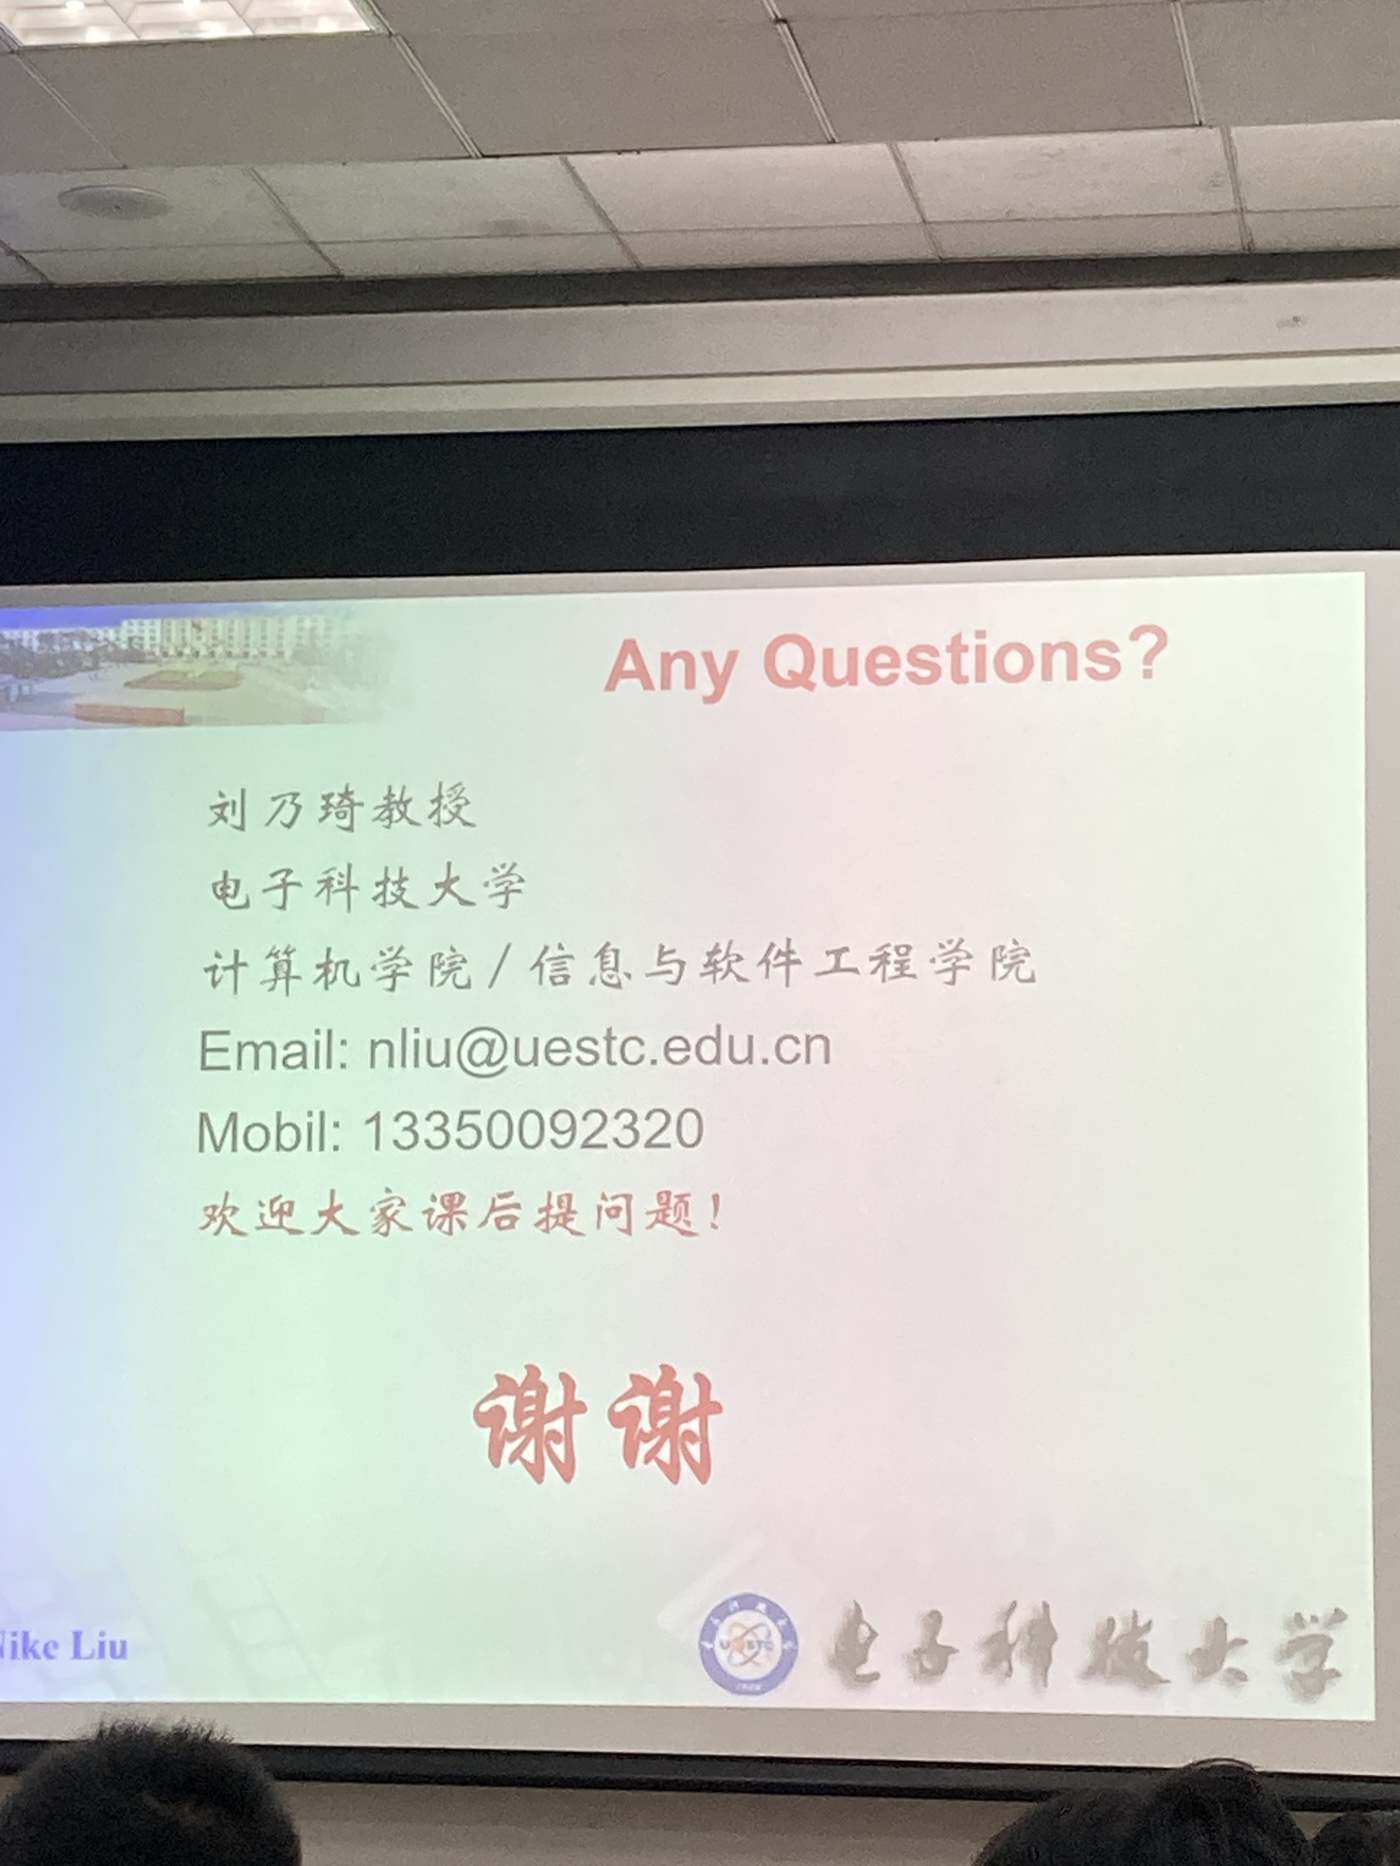 Any Questions?
刘乃琦教授
电子科技大学
计算机学院/信息与软件工程学院
Email: nliu@uestc.edu.cn
Mobil: 13350092320
欢迎大家课后提问题！
谢谢
Liu
UESTC
电子科技大学